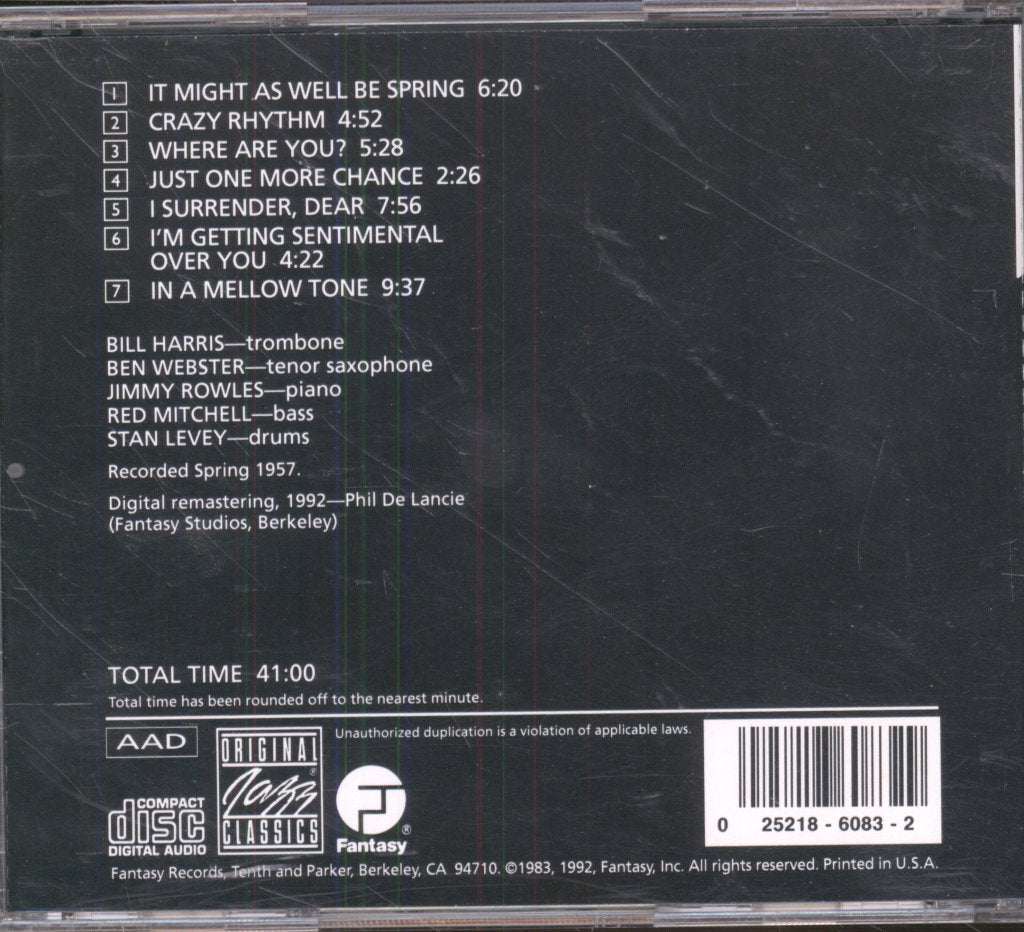 1 IT MIGHT AS WELL BE SPRING 6:20
2 CRAZY RHYTHM 4:52
3 WHERE ARE YOU? 5:28
4 JUST ONE MORE CHANCE 2:26
5 I SURRENDER, DEAR 7:56
6 I'M GETTING SENTIMENTAL
OVER YOU 4:22
7 IN A MELLOW TONE 9:37
BILL HARRIS—trombone
BEN WEBSTER—tenor saxophone
JIMMY ROWLES—piano
RED MITCHELL—bass
STAN LEVEY—drums
Recorded Spring 1957.
Digital remastering, 1992—Phil De Lancie
(Fantasy Studios, Berkeley)
TOTAL TIME 41:00
Total time has been rounded off to the nearest minute.
AAD
COMPACT
disc
DIGITAL AUDIO
ORIGINAL
Jazz®
CLASSICS
Unauthorized duplication is a violation of applicable laws.
F®
Fantasy
0 25218 - 6083 - 2
Fantasy Records, Tenth and Parker, Berkeley, CA 94710. ©1983, 1992, Fantasy, Inc. All rights reserved. Printed in U.S.A.